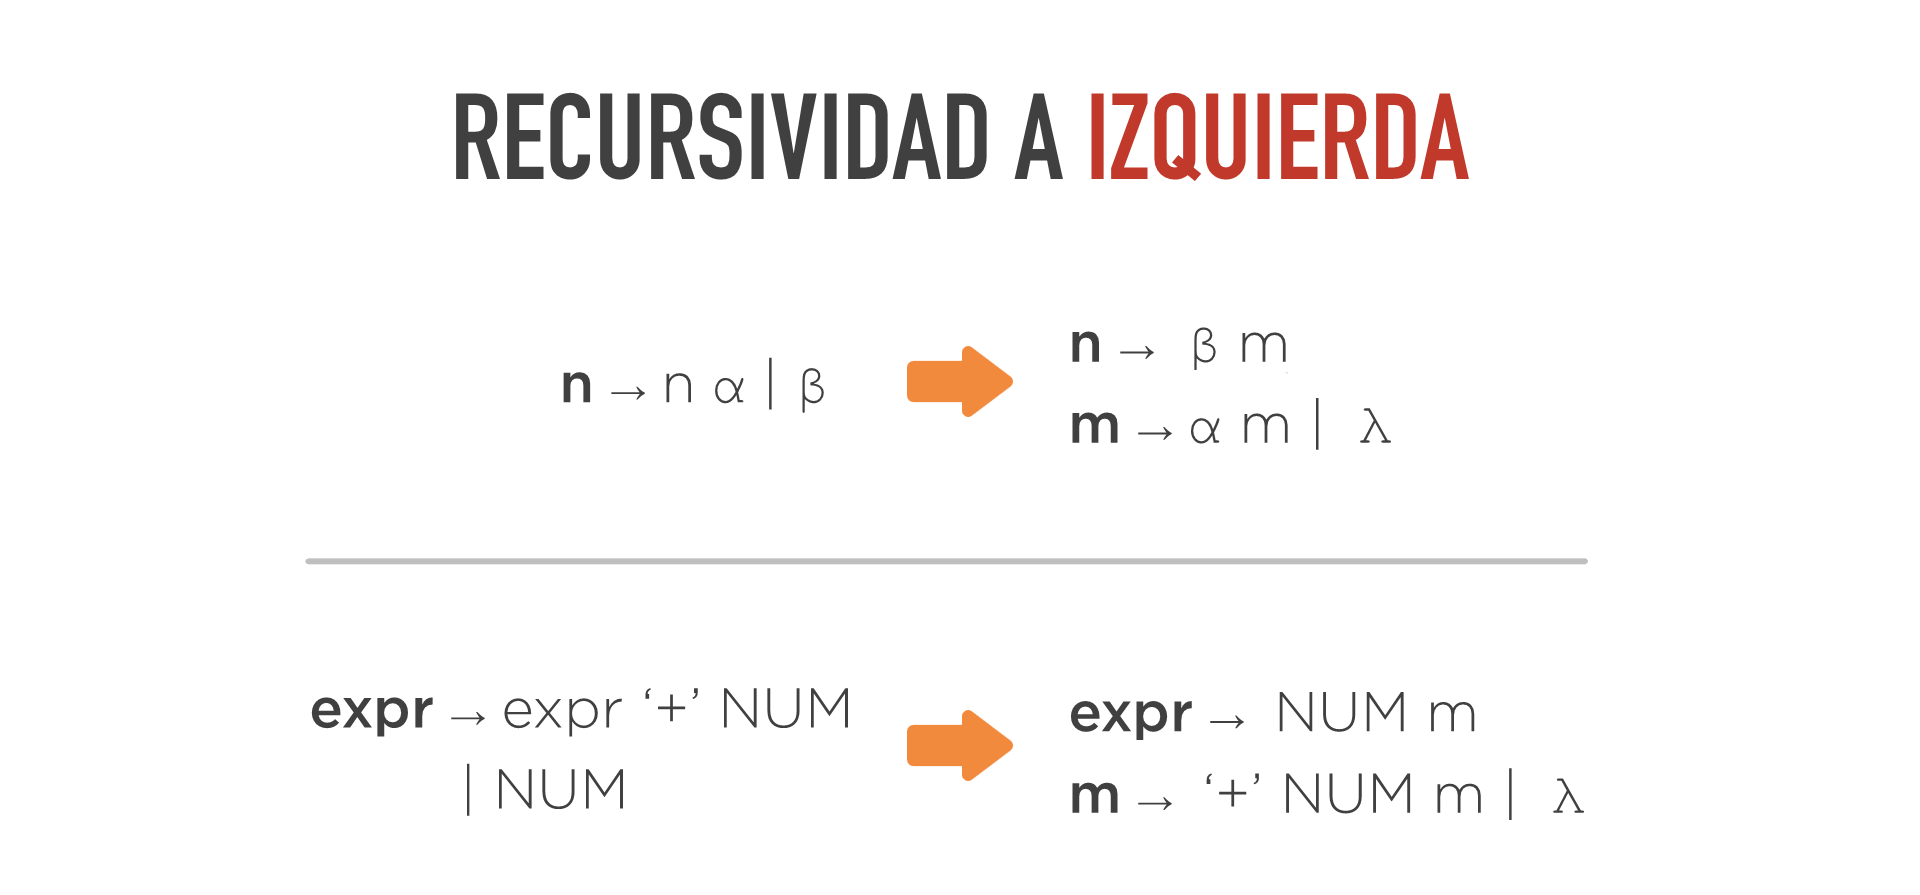 RECURSIVIDAD A IZQUIERDA
n → n α | β
n → β m
m → α m | λ
expr → expr ‘+’ NUM
| NUM
expr → NUM m
m → ‘+’ NUM m | λ